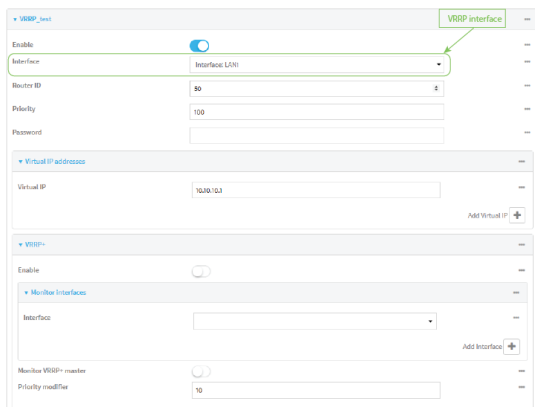 VRRP_test
VRRP interface
Enable
Interface
Interface: LAN1
Router ID
50
Priority
100
Password
Virtual IP addresses
Virtual IP
10.10.10.1
Add Virtual IP
VRRP+
Enable
Monitor Interfaces
Interface
Add Interface
Monitor VRRP+ master
Priority modifier
10